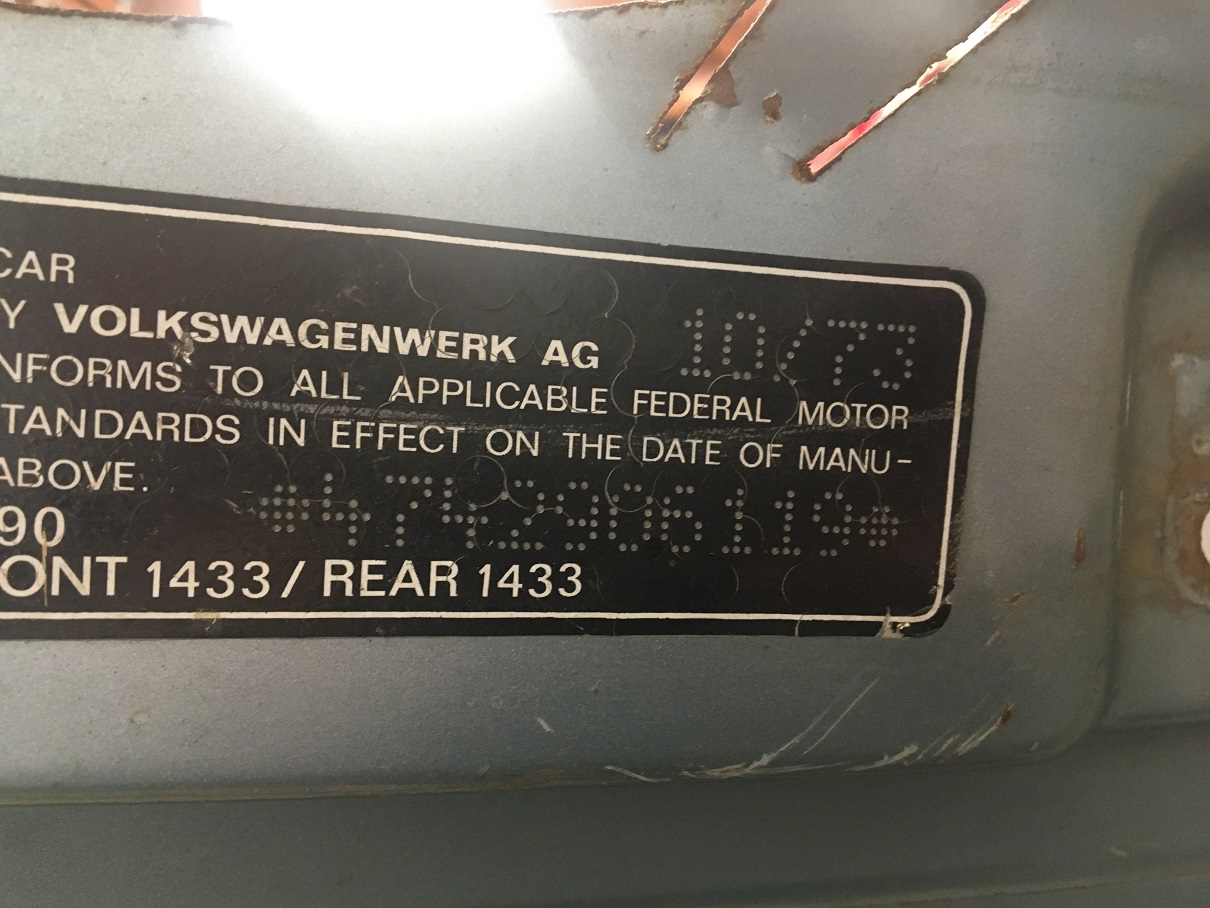 CAR
Y VOLKSWAGENWERK AG 10/73
NFORMS TO ALL APPLICABLE FEDERAL MOTOR
TANDARDS IN EFFECT ON THE DATE OF MANU-
ABOVE. *4742906119*
90
ONT 1433/ REAR 1433